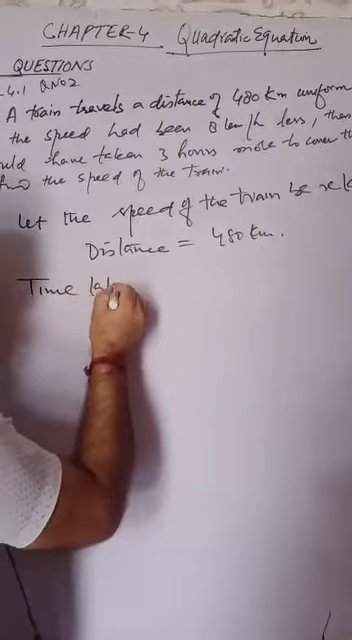 CHAPTER-4 Quadratic Equation
QUESTIONS
-4.1 QNO2
A train travels a distance of 480 km uniform
the speed had been 8 km/h less, then
uld have taken 3 hours more to cover t
the speed of the train.
Let the speed of the train be x k
Distance = 480 km.
Time